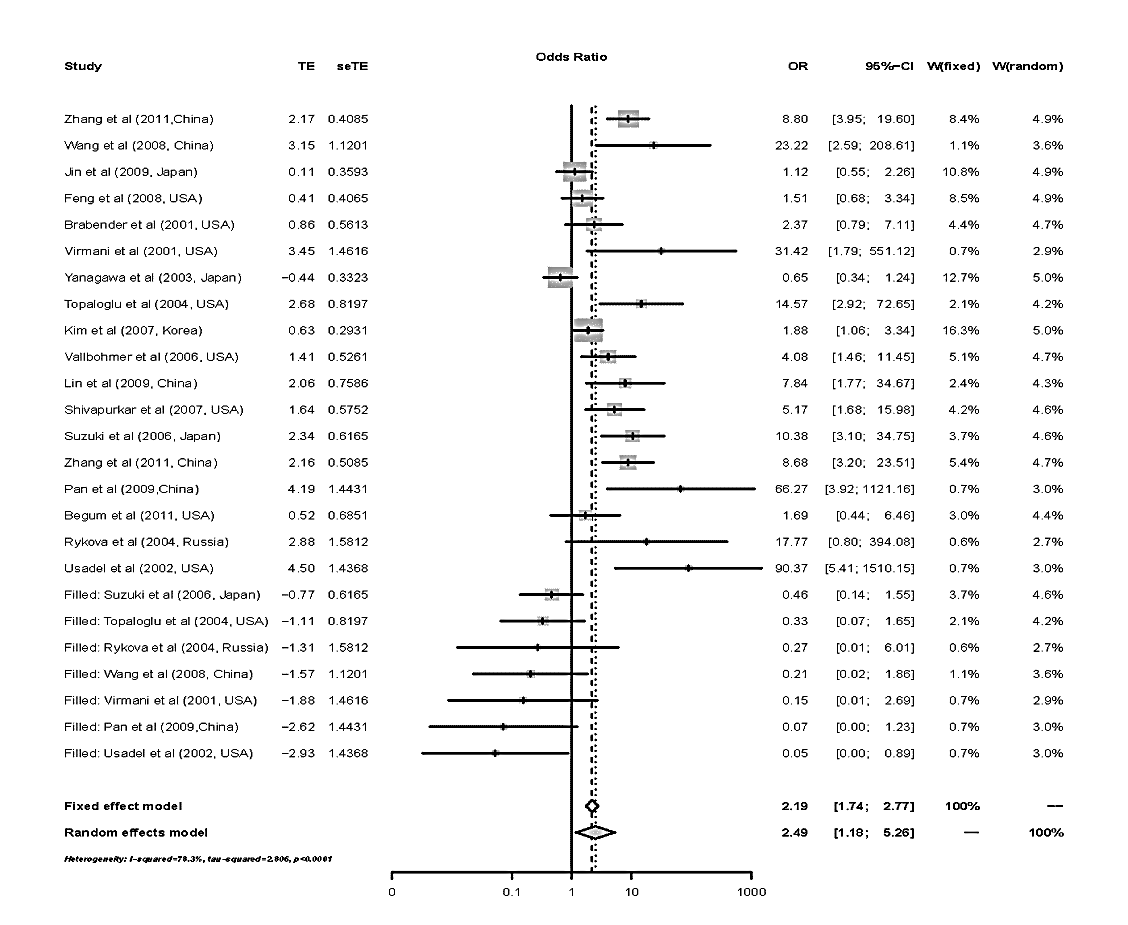 Odds Ratio
Study TE seTE OR 95%−CI W(fixed) W(random)
Zhang et al (2011,China) 2.17 0.4085 8.80 [3.95; 19.60] 8.4% 4.9%
Wang et al (2008, China) 3.15 1.1201 23.22 [2.59; 208.61] 1.1% 3.6%
Jin et al (2009, Japan) 0.11 0.3593 1.12 [0.55; 2.26] 10.8% 4.9%
Feng et al (2008, USA) 0.41 0.4065 1.51 [0.68; 3.34] 8.5% 4.9%
Brabender et al (2001, USA) 0.86 0.5613 2.37 [0.79; 7.11] 4.4% 4.7%
Virmani et al (2001, USA) 3.45 1.4616 31.42 [1.79; 551.12] 0.7% 2.9%
Yanagawa et al (2003, Japan) −0.44 0.3323 0.65 [0.34; 1.24] 12.7% 5.0%
Topaloglu et al (2004, USA) 2.68 0.8197 14.57 [2.92; 72.65] 2.1% 4.2%
Kim et al (2007, Korea) 0.63 0.2931 1.88 [1.06; 3.34] 16.3% 5.0%
Vallbohmer et al (2006, USA) 1.41 0.5261 4.08 [1.46; 11.45] 5.1% 4.7%
Lin et al (2009, China) 2.06 0.7586 7.84 [1.77; 34.67] 2.4% 4.3%
Shivapurkar et al (2007, USA) 1.64 0.5752 5.17 [1.68; 15.98] 4.2% 4.6%
Suzuki et al (2006, Japan) 2.34 0.6165 10.38 [3.10; 34.75] 3.7% 4.6%
Zhang et al (2011, China) 2.16 0.5085 8.68 [3.20; 23.51] 5.4% 4.7%
Pan et al (2009,China) 4.19 1.4431 66.27 [3.92; 1121.16] 0.7% 3.0%
Begum et al (2011, USA) 0.52 0.6851 1.69 [0.44; 6.46] 3.0% 4.4%
Rykova et al (2004, Russia) 2.88 1.5812 17.77 [0.80; 394.08] 0.6% 2.7%
Usadel et al (2002, USA) 4.50 1.4368 90.37 [5.41; 1510.15] 0.7% 3.0%
Filled: Suzuki et al (2006, Japan) −0.77 0.6165 0.46 [0.14; 1.55] 3.7% 4.6%
Filled: Topaloglu et al (2004, USA) −1.11 0.8197 0.33 [0.07; 1.65] 2.1% 4.2%
Filled: Rykova et al (2004, Russia) −1.31 1.5812 0.27 [0.01; 6.01] 0.6% 2.7%
Filled: Wang et al (2008, China) −1.57 1.1201 0.21 [0.02; 1.86] 1.1% 3.6%
Filled: Virmani et al (2001, USA) −1.88 1.4616 0.15 [0.01; 2.69] 0.7% 2.9%
Filled: Pan et al (2009,China) −2.62 1.4431 0.07 [0.00; 1.23] 0.7% 3.0%
Filled: Usadel et al (2002, USA) −2.93 1.4368 0.05 [0.00; 0.89] 0.7% 3.0%
Fixed effect model 2.19 [1.74; 2.77] 100% −−
Random effects model 2.49 [1.18; 5.26] −− 100%
Heterogeneity: I−squared=78.3%, tau−squared=2.806, p<0.0001
0 0.1 1 10 1000